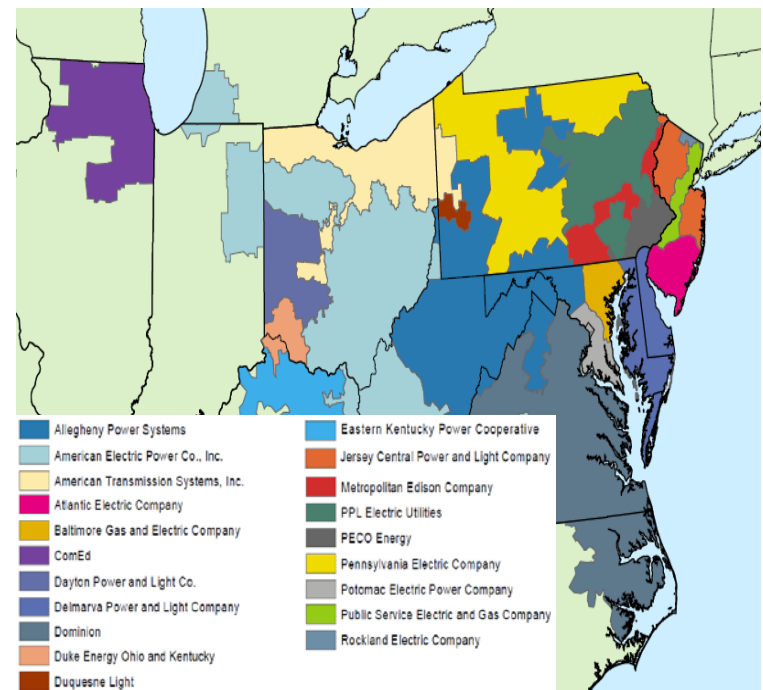 Allegheny Power Systems
American Electric Power Co., Inc.
American Transmission Systems, Inc.
Atlantic Electric Company
Baltimore Gas and Electric Company
ComEd
Dayton Power and Light Co.
Delmarva Power and Light Company
Dominion
Duke Energy Ohio and Kentucky
Duquesne Light
Eastern Kentucky Power Cooperative
Jersey Central Power and Light Company
Metropolitan Edison Company
PPL Electric Utilities
PECO Energy
Pennsylvania Electric Company
Potomac Electric Power Company
Public Service Electric and Gas Company
Rockland Electric Company